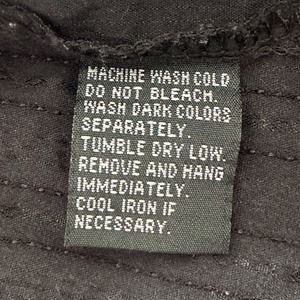 MACHINE WASH COLD
DO NOT BLEACH.
WASH DARK COLORS
SEPARATELY.
TUMBLE DRY LOW.
REMOVE AND HANG
IMMEDIATELY.
COOL IRON IF
NECESSARY.